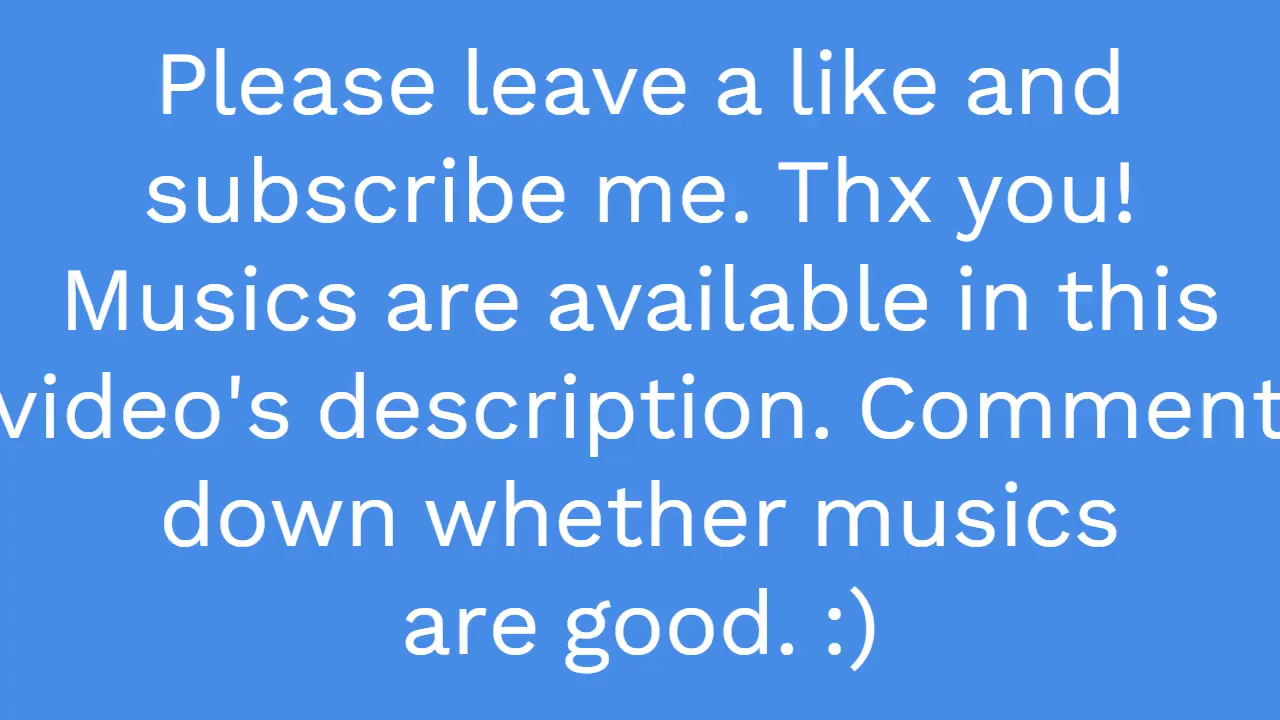 Please leave a like and
subscribe me. Thx you!
Musics are available in this
video's description. Comment
down whether musics
are good. :)